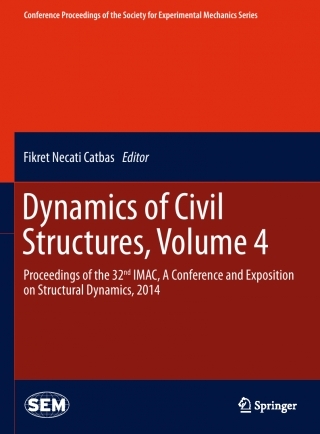 Conference Proceedings of the Society for Experimental Mechanics Series
Fikret Necati Catbas Editor
Dynamics of Civil
Structures, Volume 4
Proceedings of the 32nd IMAC, A Conference and Exposition
on Structural Dynamics, 2014
SEM
Springer